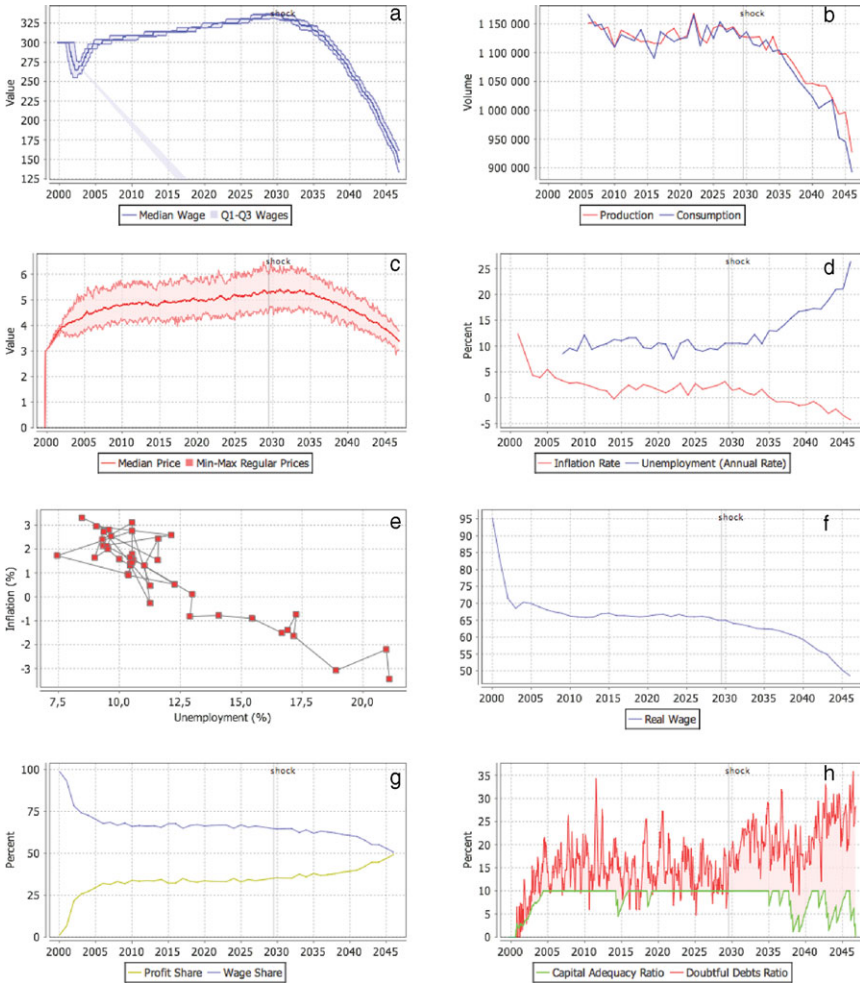 a
shock
Value
325
300
275
250
225
200
175
150
125
2000 2005 2010 2015 2020 2025 2030 2035 2040 2045
Median Wage Q1-Q3 Wages
b
shock
Volume
1 150 000
1 100 000
1 050 000
1 000 000
950 000
900 000
2000 2005 2010 2015 2020 2025 2030 2035 2040 2045
Production Consumption
c
shock
Value
6
5
4
3
2
1
0
2000 2005 2010 2015 2020 2025 2030 2035 2040 2045
Median Price Min-Max Regular Prices
d
shock
Percent
25
20
15
10
5
0
-5
2000 2005 2010 2015 2020 2025 2030 2035 2040 2045
Inflation Rate Unemployment (Annual Rate)
e
Inflation (%)
3
2
1
0
-1
-2
-3
7,5 10,0 12,5 15,0 17,5 20,0
Unemployment (%)
f
shock
95
90
85
80
75
70
65
60
55
50
2000 2005 2010 2015 2020 2025 2030 2035 2040 2045
Real Wage
g
shock
Percent
100
75
50
25
0
2000 2005 2010 2015 2020 2025 2030 2035 2040 2045
Profit Share Wage Share
h
shock
Percent
35
30
25
20
15
10
5
0
2000 2005 2010 2015 2020 2025 2030 2035 2040 2045
Capital Adequacy Ratio Doubtful Debts Ratio